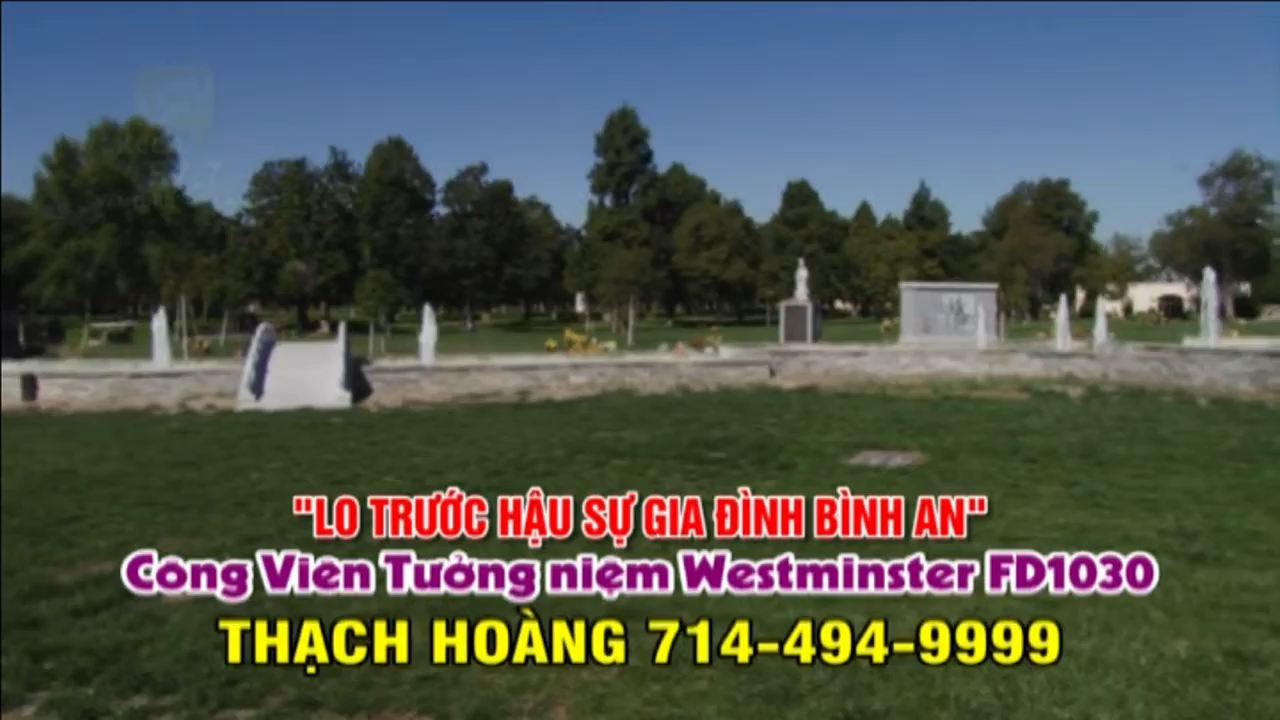 "LO TRƯỚC HẬU SỰ GIA ĐÌNH BÌNH AN"
Công Viên Tưởng niệm Westminster FD1030
THẠCH HOÀNG 714-494-9999